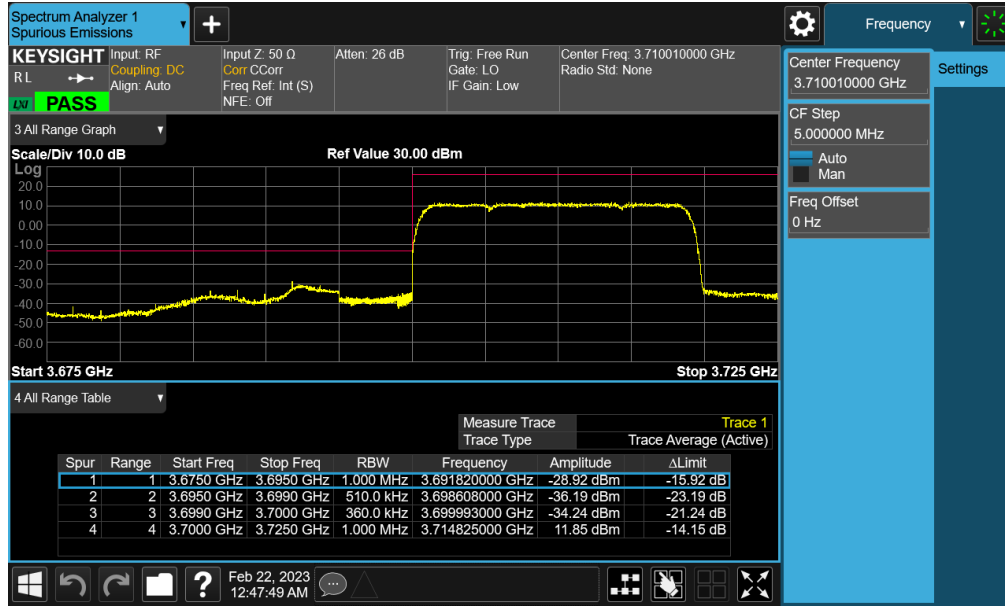 Spectrum Analyzer 1
Spurious Emissions
+
Frequency
KEYSIGHT
RL
LXI
PASS
Input: RF
Coupling: DC
Align: Auto
Input Z: 50 Ω
Corr CCorr
Freq Ref: Int (S)
NFE: Off
Atten: 26 dB
Trig: Free Run
Gate: LO
IF Gain: Low
Center Freq: 3.710010000 GHz
Radio Std: None
Center Frequency
3.710010000 GHz
Settings
CF Step
5.000000 MHz
Auto
Man
Freq Offset
0 Hz
3 All Range Graph
Scale/Div 10.0 dB
Ref Value 30.00 dBm
Log
20.0
10.0
0.00
-10.0
-20.0
-30.0
-40.0
-50.0
-60.0
Start 3.675 GHz
Stop 3.725 GHz
4 All Range Table
Measure Trace Trace 1
Trace Type Trace Average (Active)
Spur Range Start Freq Stop Freq RBW Frequency Amplitude ΔLimit
1 1 3.6750 GHz 3.6950 GHz 1.000 MHz 3.691820000 GHz -28.92 dBm -15.92 dB
2 2 3.6950 GHz 3.6990 GHz 510.0 kHz 3.698608000 GHz -36.19 dBm -23.19 dB
3 3 3.6990 GHz 3.7000 GHz 360.0 kHz 3.699993000 GHz -34.24 dBm -21.24 dB
4 4 3.7000 GHz 3.7250 GHz 1.000 MHz 3.714825000 GHz 11.85 dBm -14.15 dB
?
Feb 22, 2023
12:47:49 AM